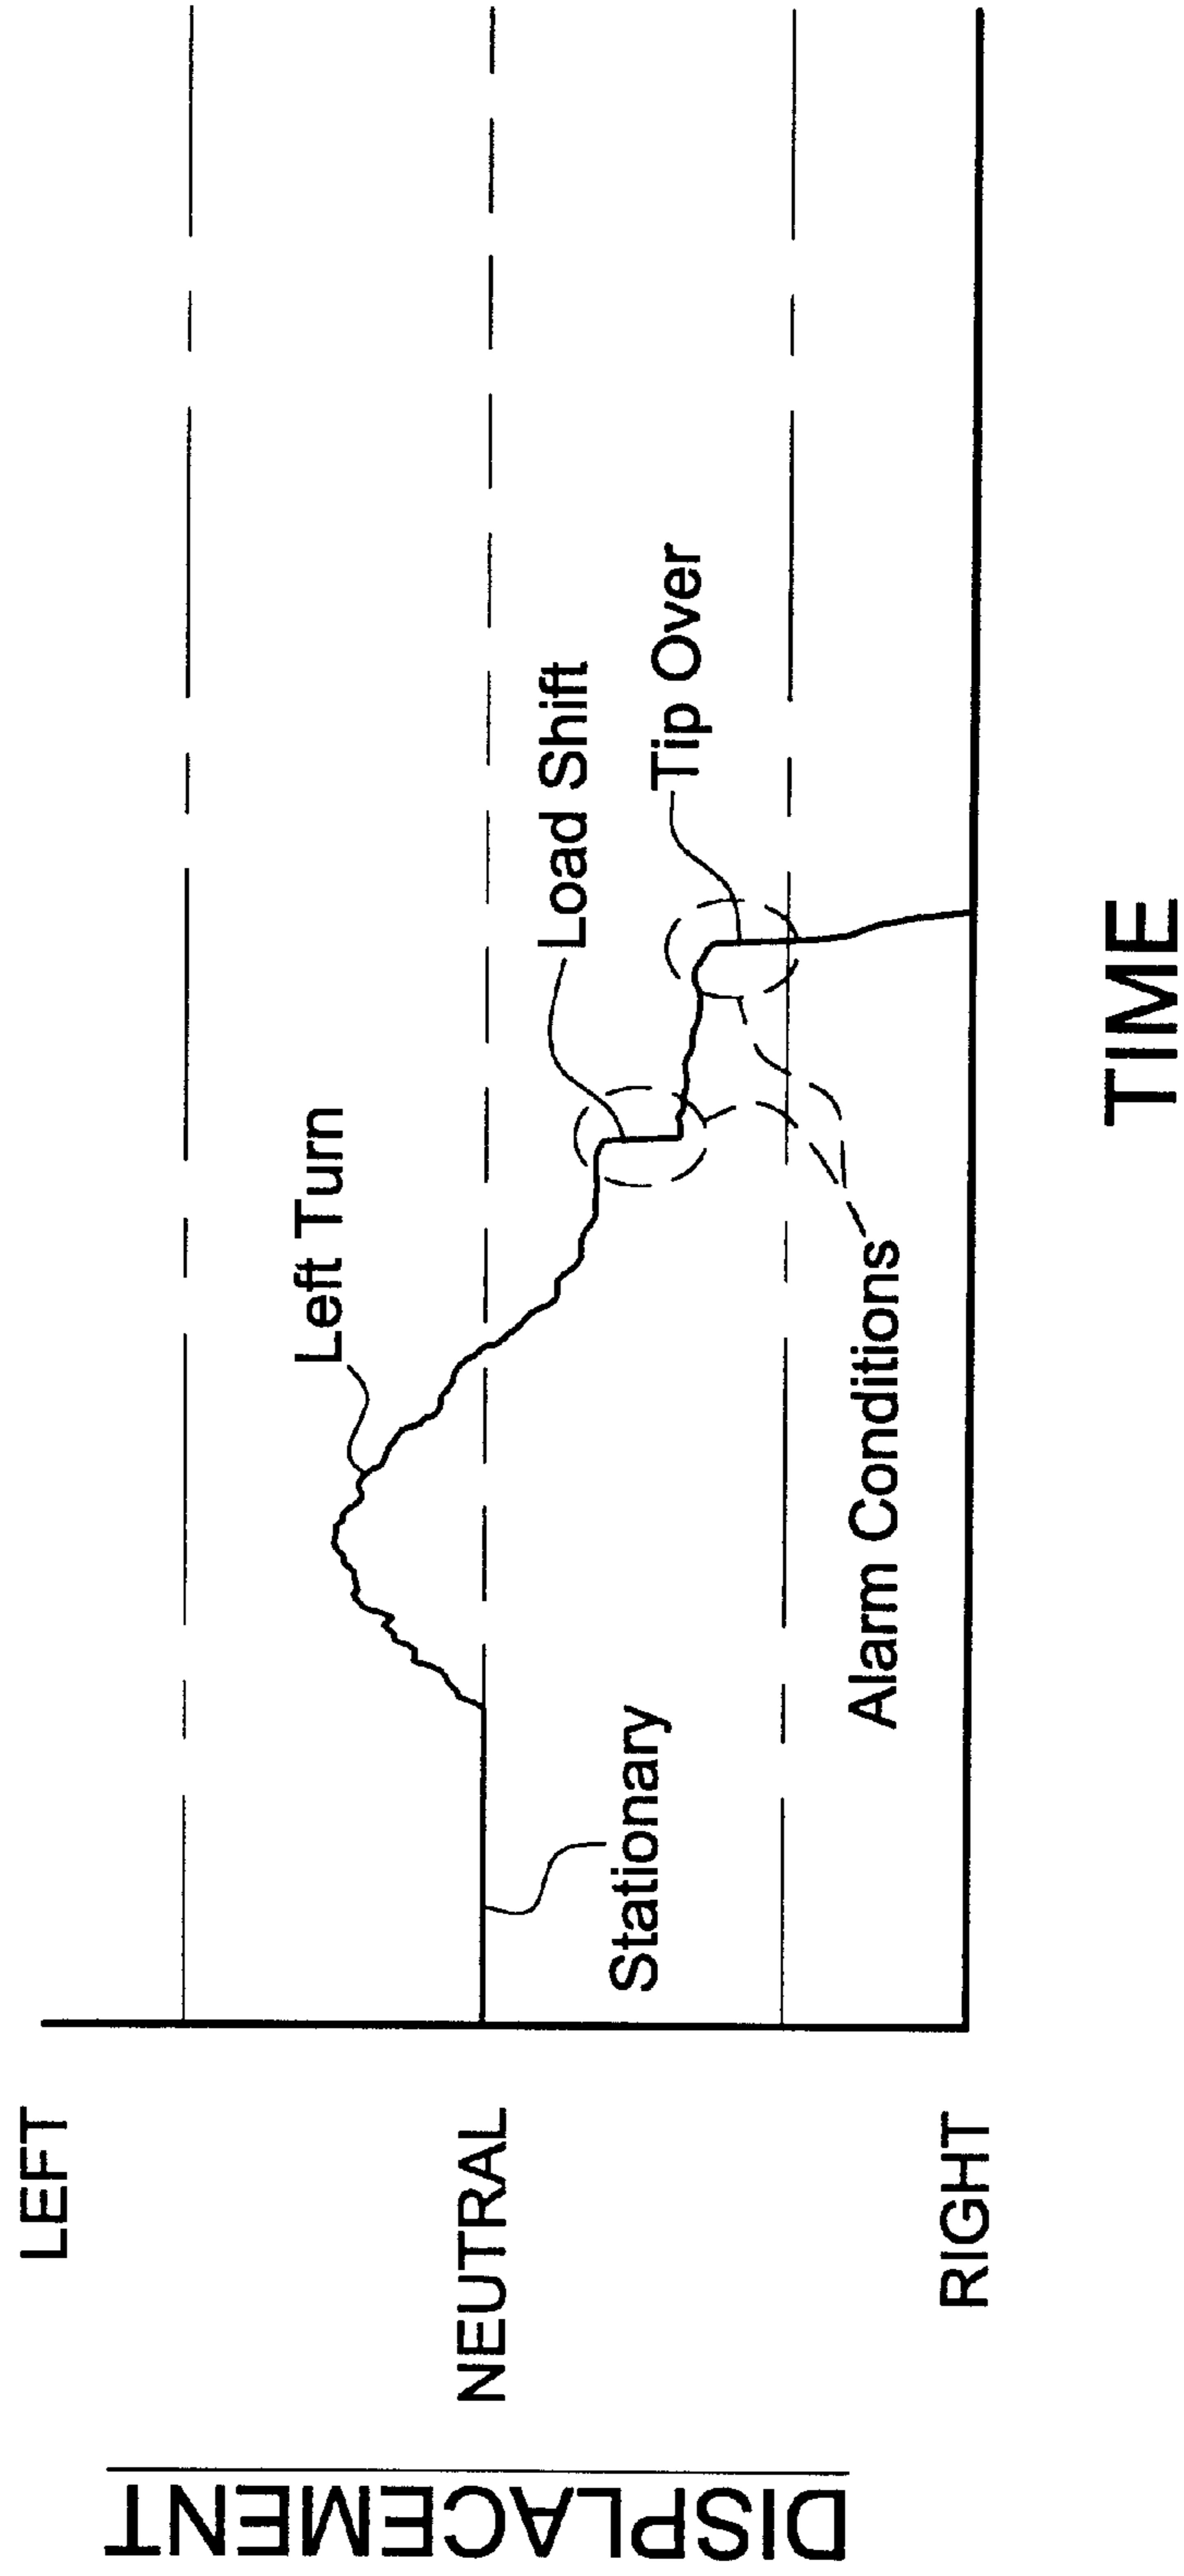 LEFT
Left Turn
Load Shift
NEUTRAL
Tip Over
DISPLACEMENT
Stationary
Alarm Conditions
RIGHT
TIME